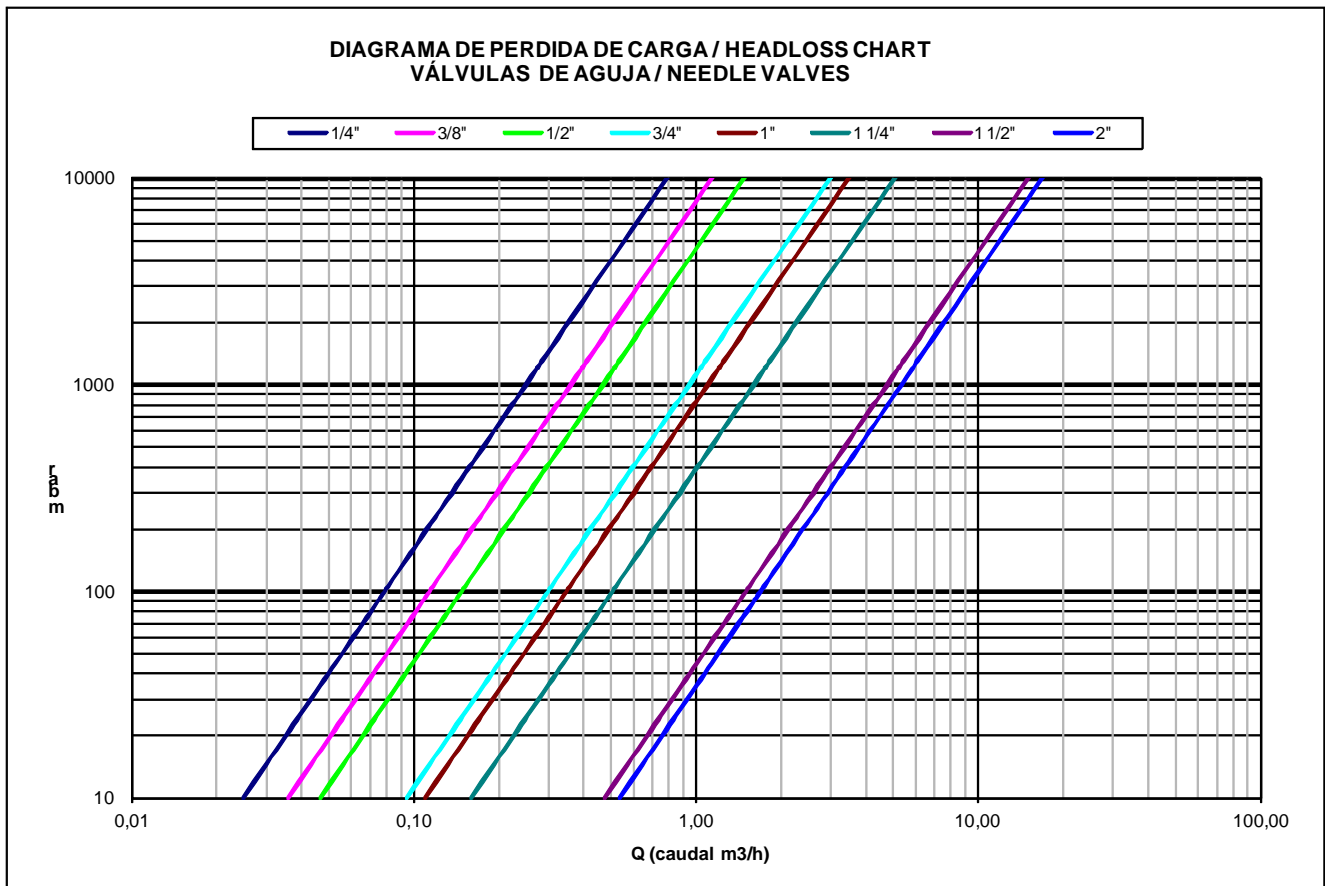 DIAGRAMA DE PERDIDA DE CARGA / HEADLOSS CHART
VÁLVULAS DE AGUJA / NEEDLE VALVES
1/4" 3/8" 1/2" 3/4" 1" 1 1/4" 1 1/2" 2"
10000
1000
100
10
mbar
0,01 0,10 1,00 10,00 100,00
Q (caudal m3/h)